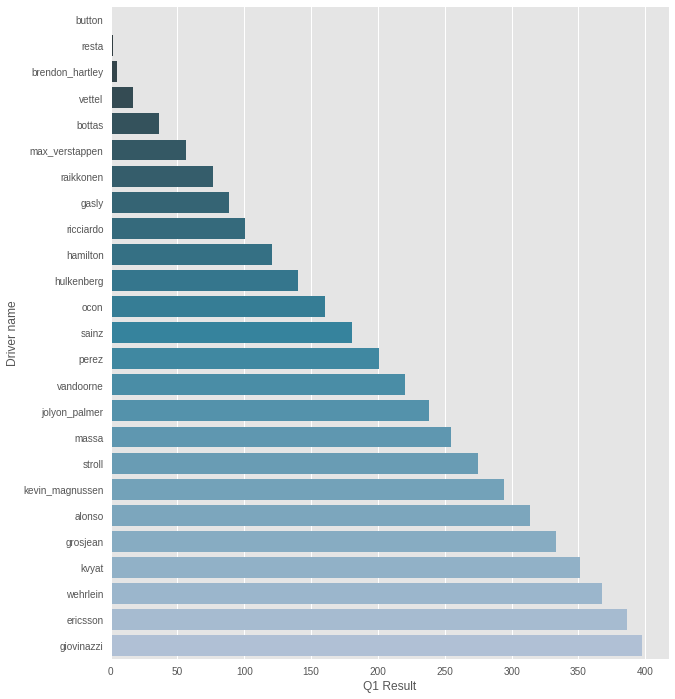 button
resta
brendon_hartley
vettel
bottas
max_verstappen
raikkonen
gasly
ricciardo
hamilton
hulkenberg
ocon
sainz
perez
vandoorne
jolyon_palmer
massa
stroll
kevin_magnussen
alonso
grosjean
kvyat
wehrlein
ericsson
giovinazzi
Driver name
0 50 100 150 200 250 300 350 400
Q1 Result